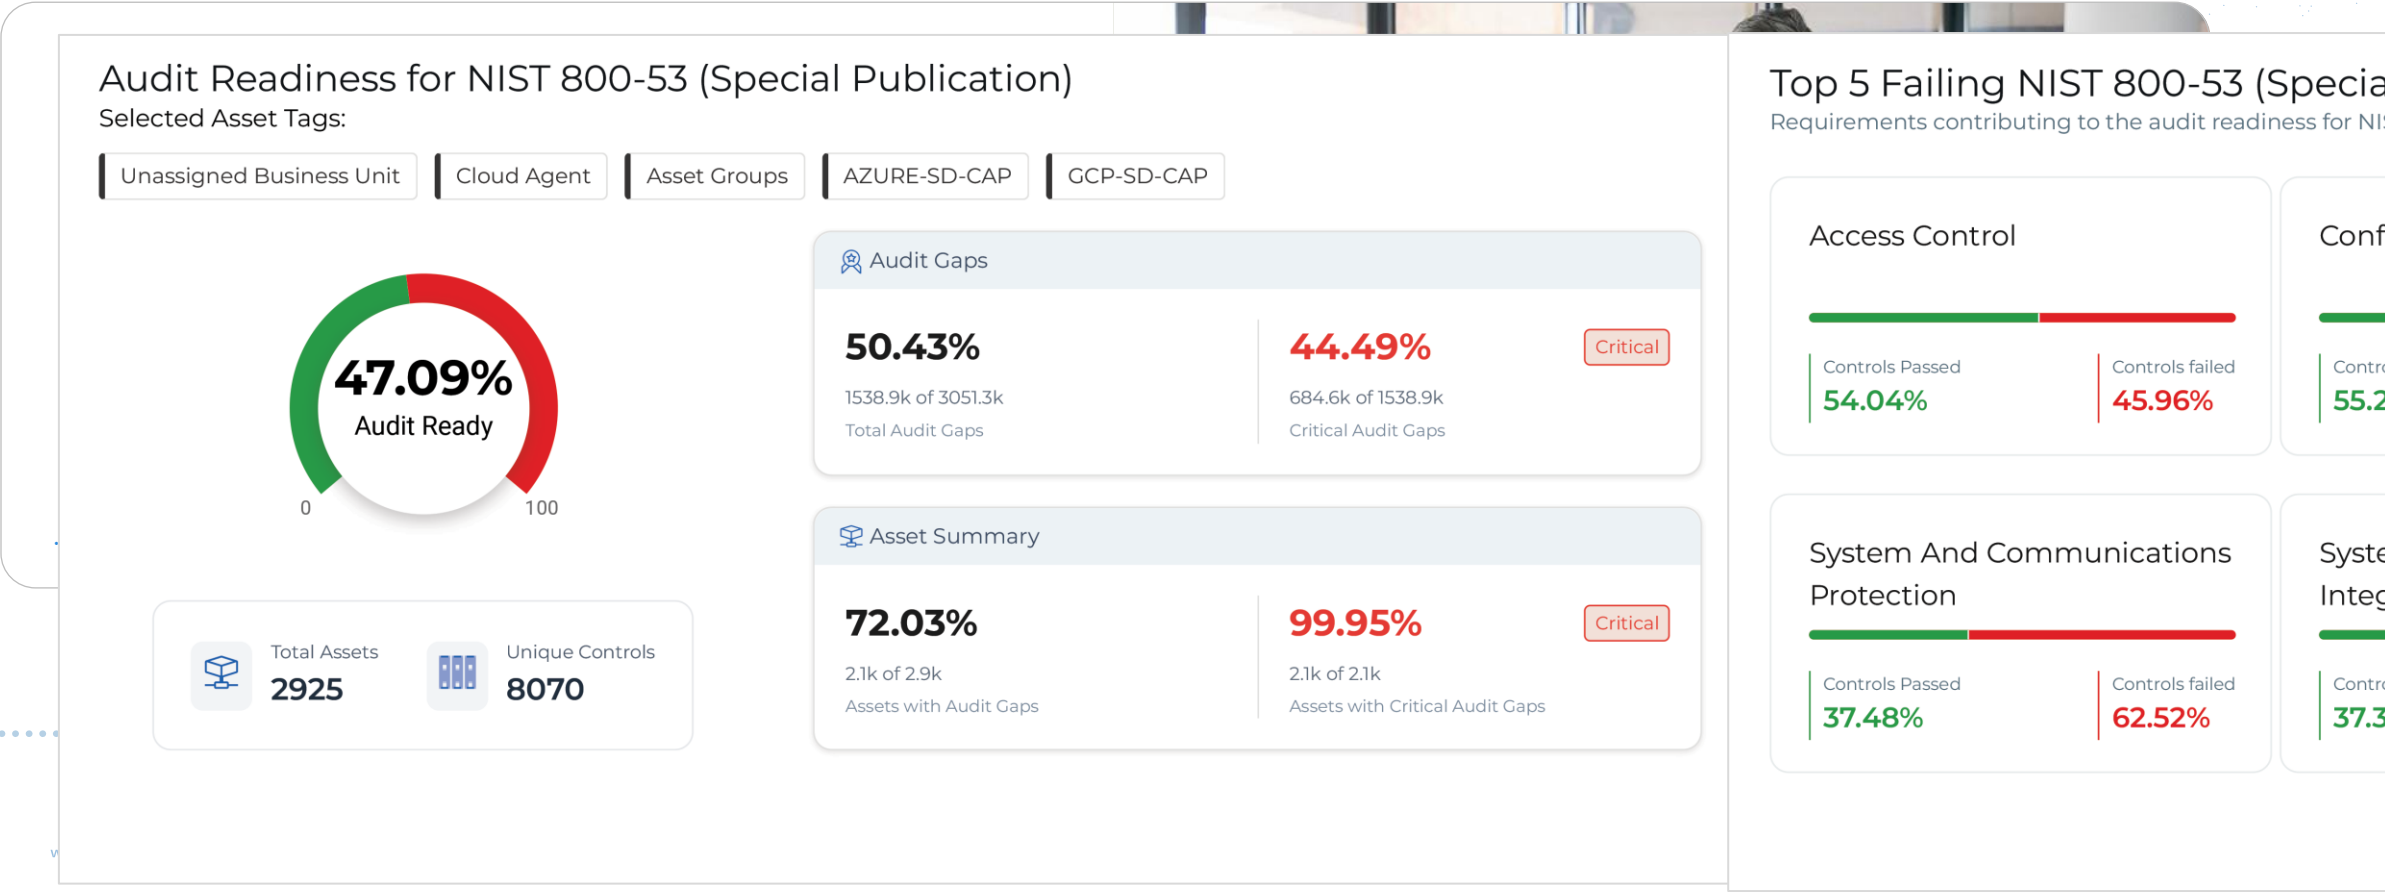 Audit Readiness for NIST 800-53 (Special Publication)
Selected Asset Tags:
Unassigned Business Unit
Cloud Agent
Asset Groups
AZURE-SD-CAP
GCP-SD-CAP
47.09%
Audit Ready
0
100
Total Assets
2925
Unique Controls
8070
Audit Gaps
50.43%
1538.9k of 3051.3k
Total Audit Gaps
44.49%
Critical
684.6k of 1538.9k
Critical Audit Gaps
Asset Summary
72.03%
2.1k of 2.9k
Assets with Audit Gaps
99.95%
Critical
2.1k of 2.1k
Assets with Critical Audit Gaps
Top 5 Failing NIST 800-53
Requirements contributing to the audit readiness for
Access Control
Controls Passed
54.04%
Controls failed
45.96%
System And Communications
Protection
Controls Passed
37.48%
Controls failed
62.52%